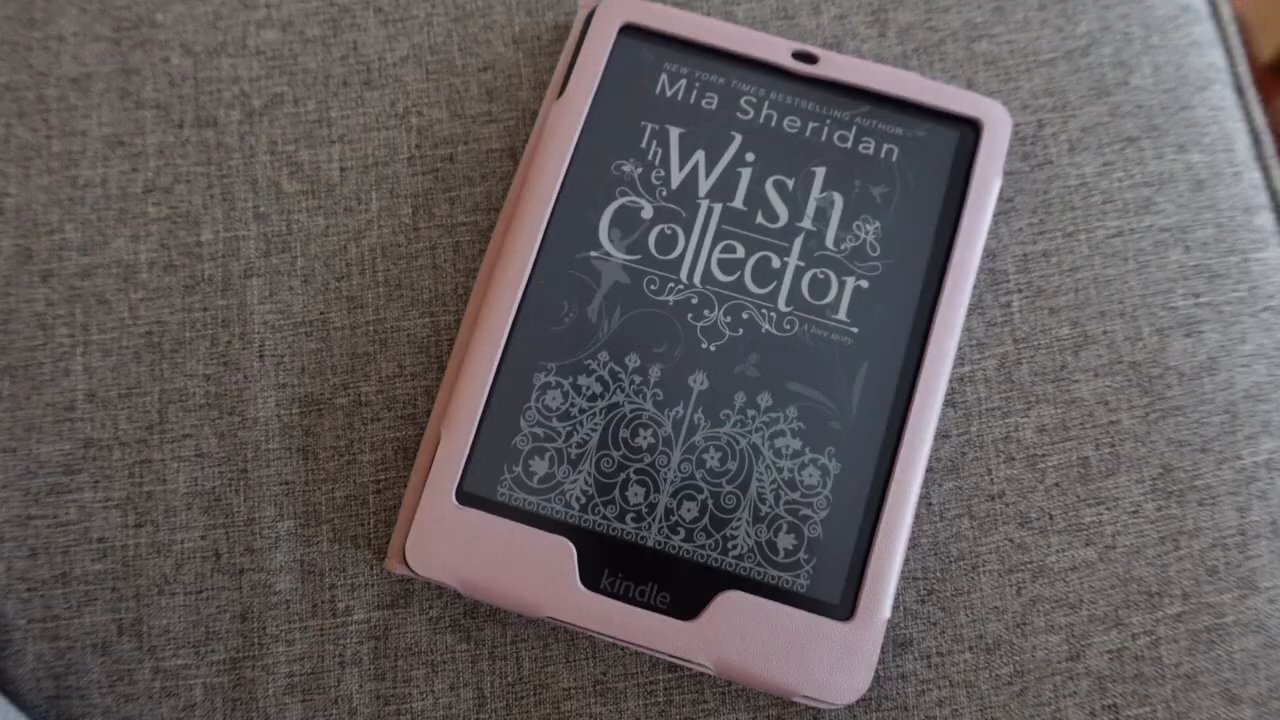 NEW YORK TIMES BESTSELLING AUTHOR
Mia Sheridan
The Wish
Collector
A love story
kindle